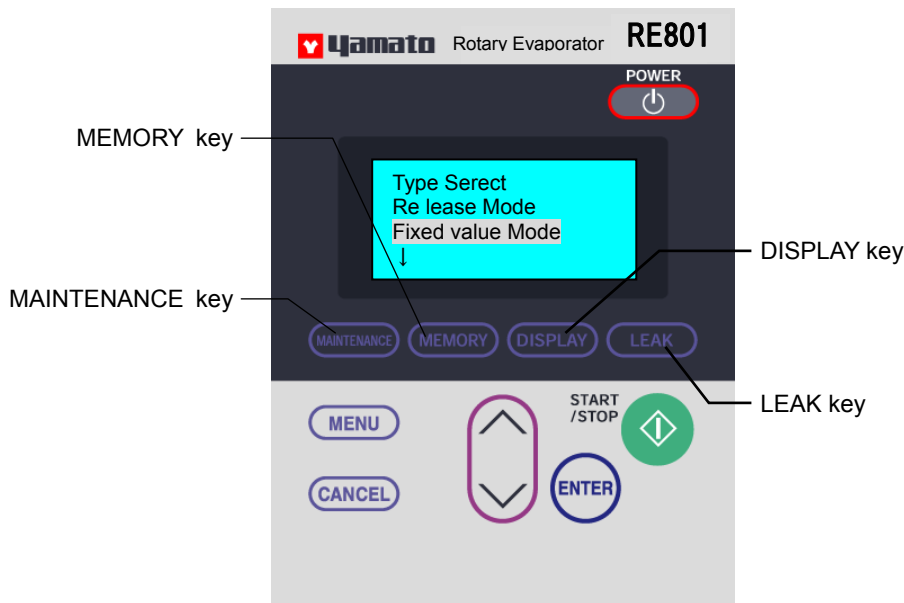 Yamato Rotary Evaporator RE801
POWER
MEMORY key
Type Serect
Re lease Mode
Fixed value Mode
↓
DISPLAY key
MAINTENANCE key
MAINTENANCE MEMORY DISPLAY LEAK
LEAK key
MENU
START
/STOP
CANCEL
ENTER